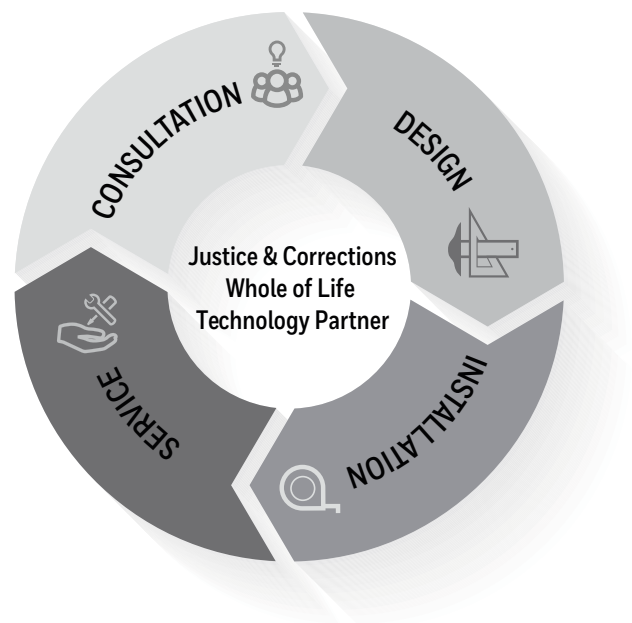 CONSULTATION
DESIGN
Justice & Corrections
Whole of Life
Technology Partner
INSTALLATION
SERVICE